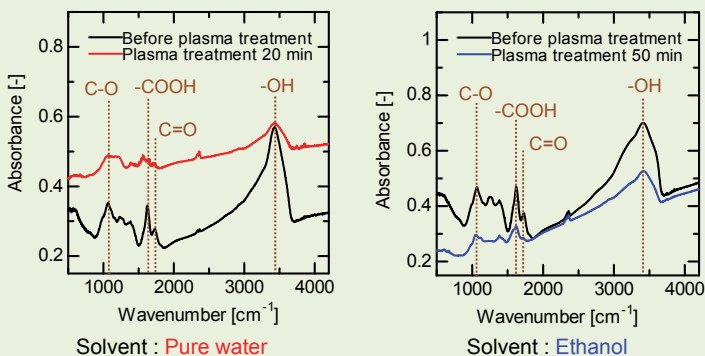 Before plasma treatment
Plasma treatment 20 min
C-O
-COOH
C=O
-OH
Absorbance [-]
0.8
0.6
0.4
0.2
1000 2000 3000 4000
Wavenumber [cm-1]
Solvent : Pure water
Before plasma treatment
Plasma treatment 50 min
C-O
-COOH
C=O
-OH
Absorbance [-]
1
0.8
0.6
0.4
0.2
1000 2000 3000 4000
Wavenumber [cm-1]
Solvent : Ethanol